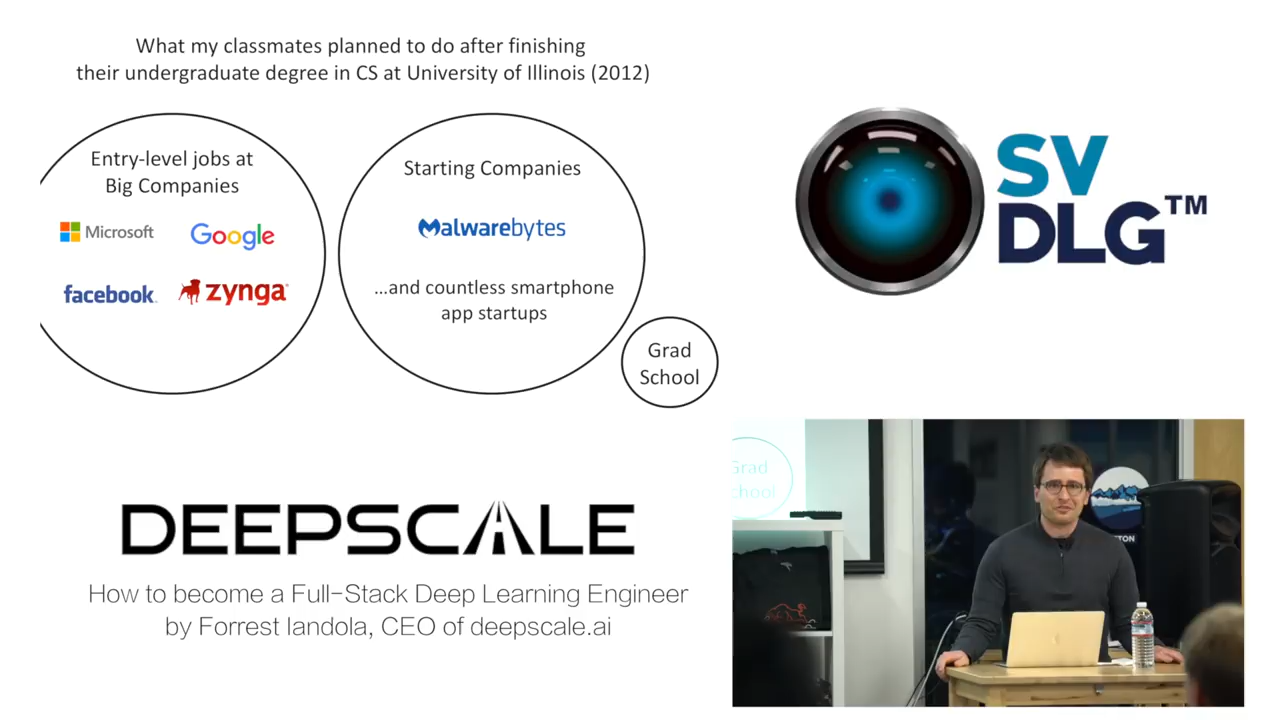 What my classmates planned to do after finishing
their undergraduate degree in CS at University of Illinois (2012)
Entry-level jobs at
Big Companies
Microsoft
Google
facebook
zynga
Starting Companies
Malwarebytes
...and countless smartphone
app startups
Grad
School
SV
DLG™
DEEPSCALE
How to become a Full-Stack Deep Learning Engineer
by Forrest Iandola, CEO of deepscale.ai
Grad
School